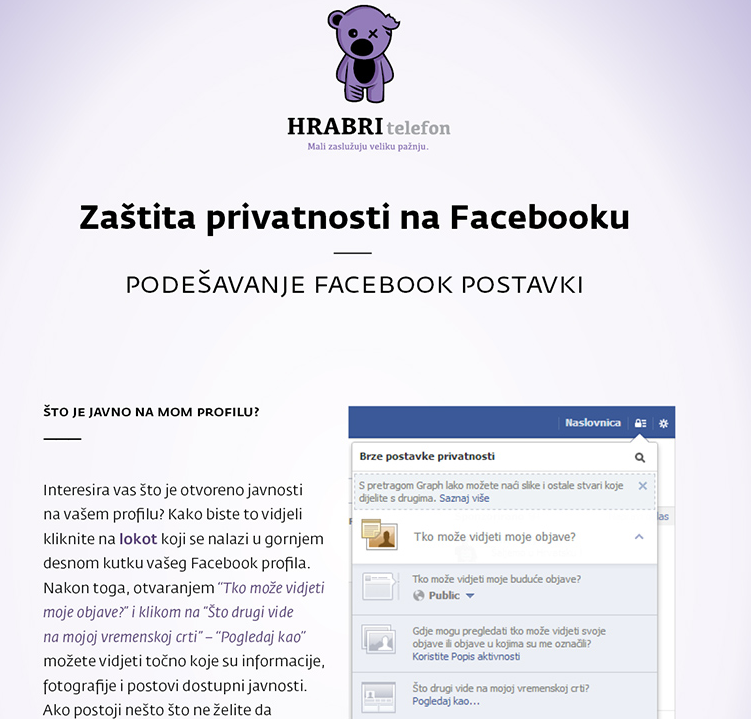 HRABRI telefon
Mali zaslužuju veliku pažnju.
Zaštita privatnosti na Facebooku
PODEŠAVANJE FACEBOOK POSTAVKI
ŠTO JE JAVNO NA MOM PROFILU?
Interesira vas što je otvoreno javnosti
na vašem profilu? Kako biste to vidjeli
kliknite na lokot koji se nalazi u gornjem
desnom kutku vašeg Facebook profila.
Nakon toga, otvaranjem “Tko može vidjeti
moje objave?” i klikom na “Što drugi vide
na mojoj vremenskoj crti” – “Pogledaj kao”
možete vidjeti točno koje su informacije,
fotografije i postovi dostupni javnosti.
Ako postoji nešto što ne želite da
Naslovnica
Brze postavke privatnosti
S pretragom Graph lako možete naći slike i ostale stvari koje
dijelite s drugima. Saznaj više
las
Tko može vidjeti moje objave?
Tko može vidjeti moje buduće objave?
Public
Gdje mogu pregledati tko može vidjeti svoje
objave ili objave u kojima su me označili?
Koristite Popis aktivnosti
Što drugi vide na mojoj vremenskoj crti?
Pogledaj kao...